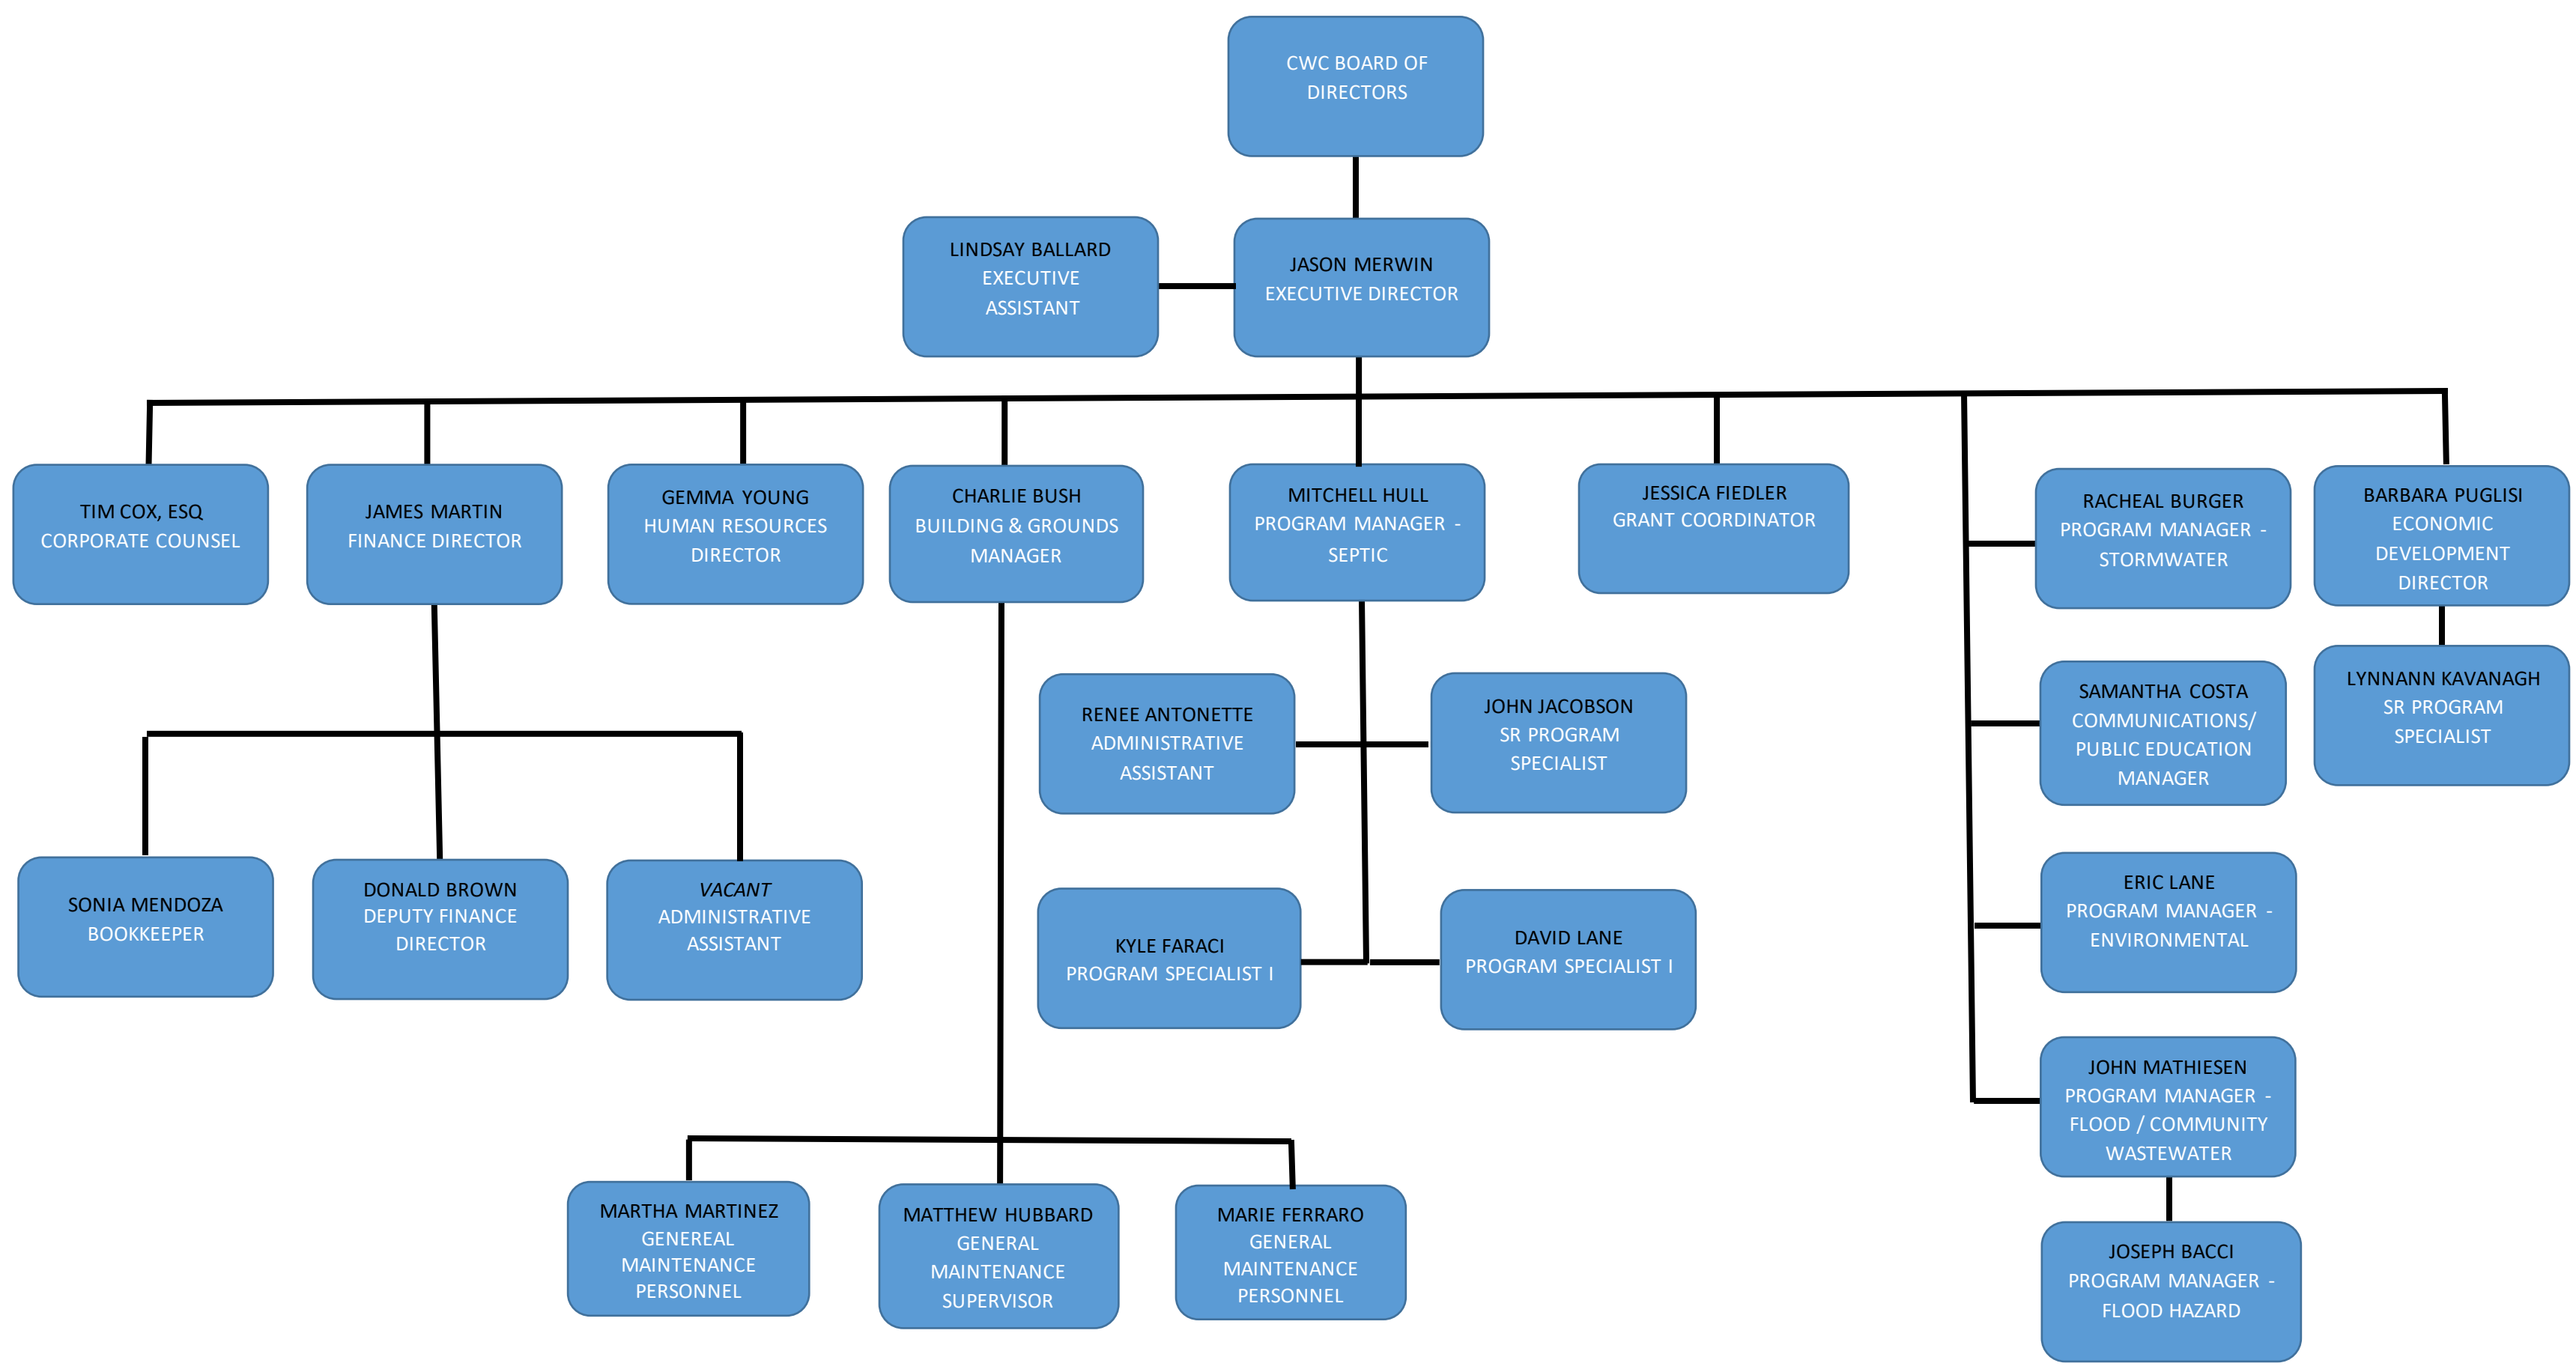 CWC BOARD OF
DIRECTORS
LINDSAY BALLARD
EXECUTIVE
ASSISTANT
JASON MERWIN
EXECUTIVE DIRECTOR
TIM COX, ESQ
CORPORATE COUNSEL
JAMES MARTIN
FINANCE DIRECTOR
GEMMA YOUNG
HUMAN RESOURCES
DIRECTOR
CHARLIE BUSH
BUILDING & GROUNDS
MANAGER
MITCHELL HULL
PROGRAM MANAGER -
SEPTIC
JESSICA FIEDLER
GRANT COORDINATOR
RACHEAL BURGER
PROGRAM MANAGER -
STORMWATER
BARBARA PUGLISI
ECONOMIC
DEVELOPMENT
DIRECTOR
RENEE ANTONETTE
ADMINISTRATIVE
ASSISTANT
JOHN JACOBSON
SR PROGRAM
SPECIALIST
SAMANTHA COSTA
COMMUNICATIONS/
PUBLIC EDUCATION
MANAGER
LYNNANN KAVANAGH
SR PROGRAM
SPECIALIST
SONIA MENDOZA
BOOKKEEPER
DONALD BROWN
DEPUTY FINANCE
DIRECTOR
VACANT
ADMINISTRATIVE
ASSISTANT
KYLE FARACI
PROGRAM SPECIALIST I
DAVID LANE
PROGRAM SPECIALIST I
ERIC LANE
PROGRAM MANAGER -
ENVIRONMENTAL
JOHN MATHIESEN
PROGRAM MANAGER -
FLOOD / COMMUNITY
WASTEWATER
MARTHA MARTINEZ
GENEREAL
MAINTENANCE
PERSONNEL
MATTHEW HUBBARD
GENERAL
MAINTENANCE
SUPERVISOR
MARIE FERRARO
GENERAL
MAINTENANCE
PERSONNEL
JOSEPH BACCI
PROGRAM MANAGER -
FLOOD HAZARD